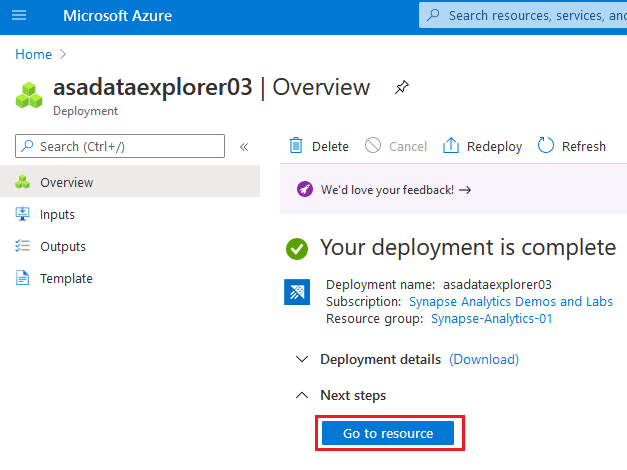 Microsoft Azure
Search resources, services, an
Home
asadataexplorer03 | Overview
Deployment
Search (Ctrl+/)
Overview
Inputs
Outputs
Template
Delete
Cancel
Redeploy
Refresh
We'd love your feedback! →
Your deployment is complete
Deployment name: asadataexplorer03
Subscription: Synapse Analytics Demos and Labs
Resource group: Synapse-Analytics-01
Deployment details (Download)
Next steps
Go to resource